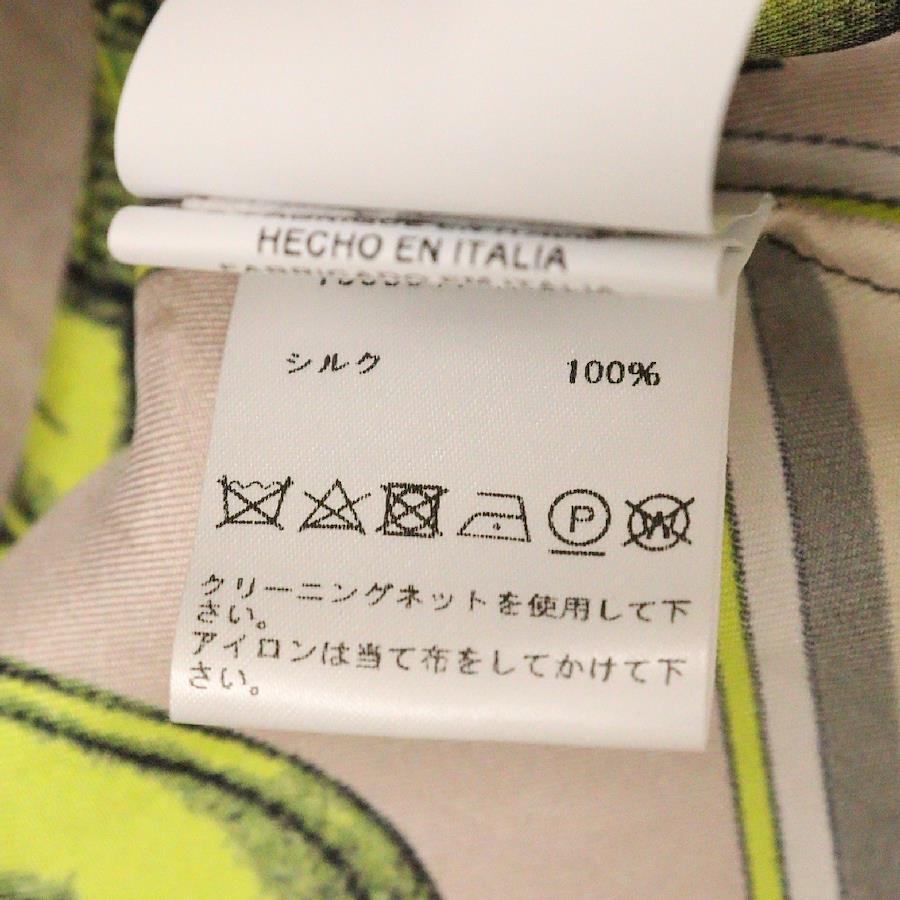 HECHO EN ITALIA
シルク 100%
P W
クリーニングネットを使用して下
さい。
アイロンは当て布をしてかけて下
さい。